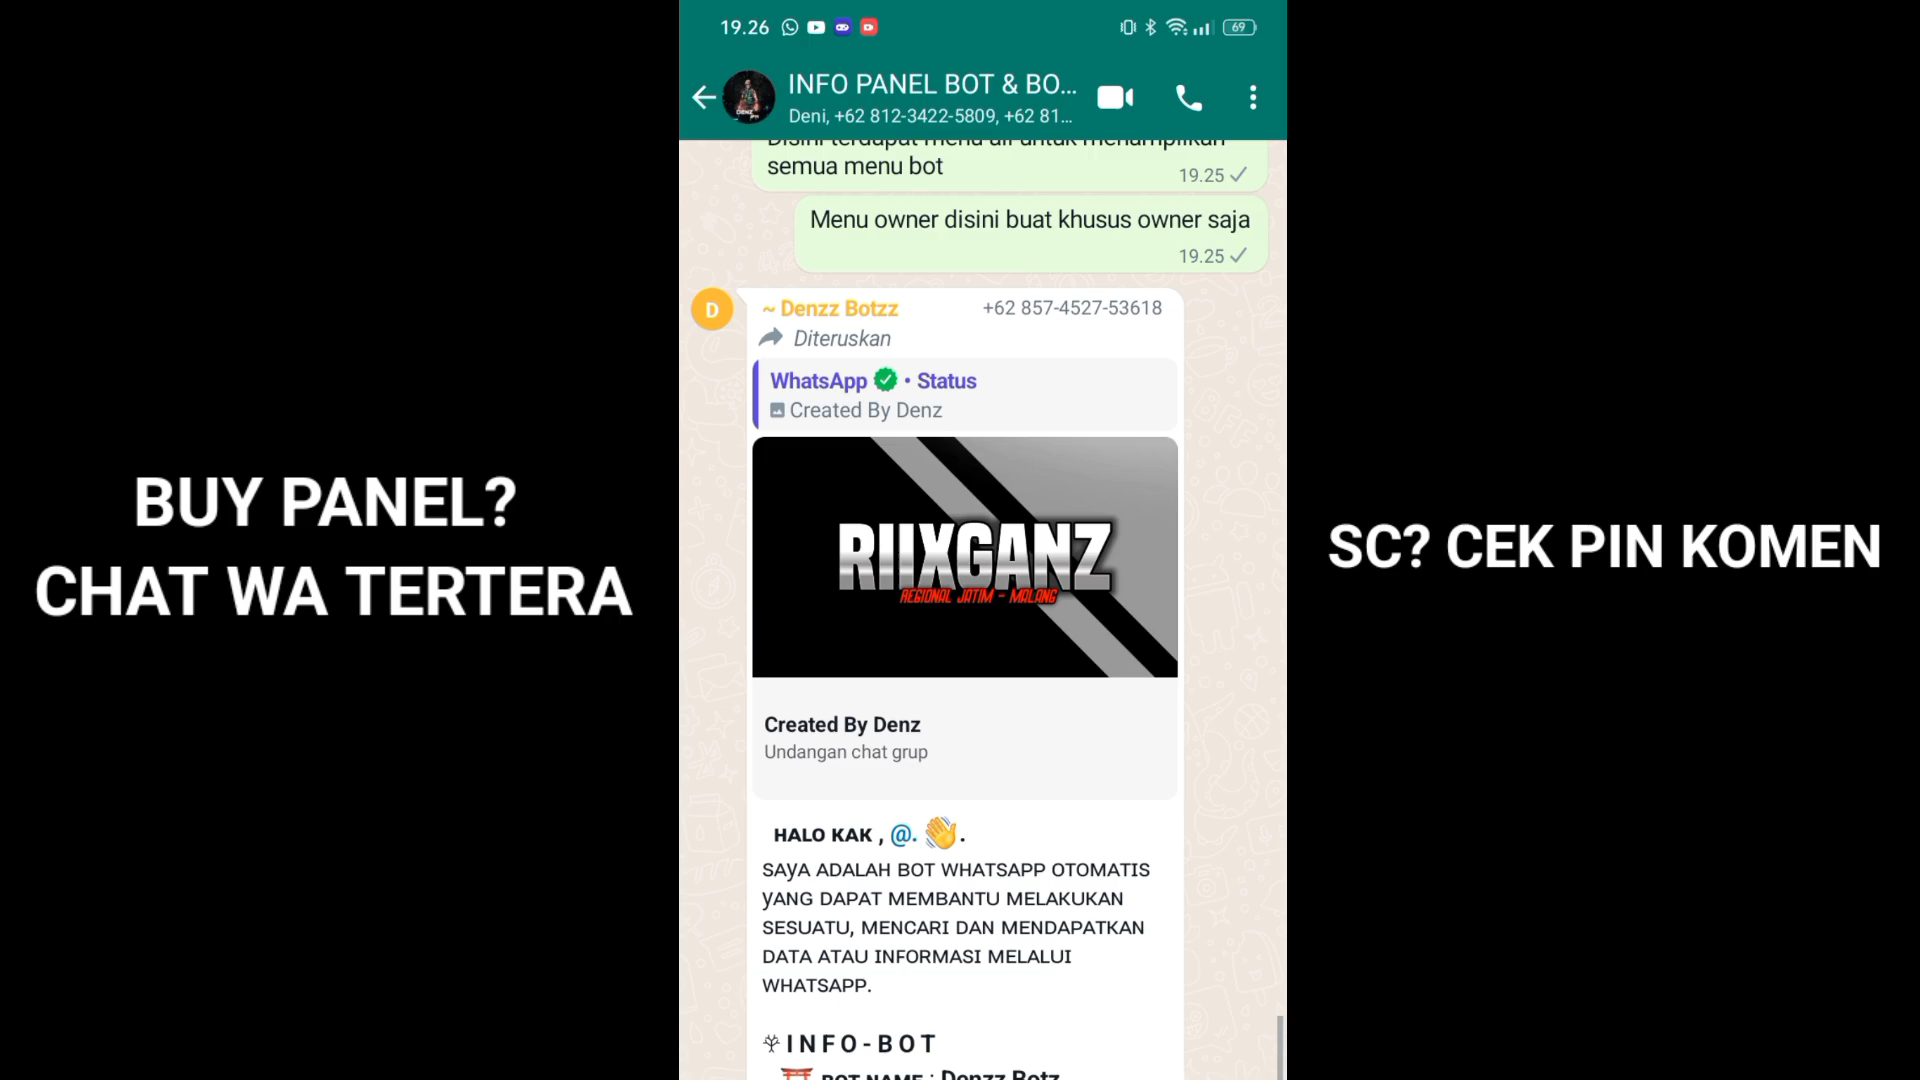 19.26
69
INFO PANEL BOT & BO...
Deni, +62 812-3422-5809, +62 81...
Disini terdapat menu all untuk menampilkan
semua menu bot
19.25
Menu owner disini buat khusus owner saja
19.25
D
~ Denzz Botzz +62 857-4527-53618
Diteruskan
WhatsApp • Status
Created By Denz
RIIXGANZ
REGIONAL JATIM - MALANG
Created By Denz
Undangan chat grup
HALO KAK , @. 👋 .
SAYA ADALAH BOT WHATSAPP OTOMATIS
YANG DAPAT MEMBANTU MELAKUKAN
SESUATU, MENCARI DAN MENDAPATKAN
DATA ATAU INFORMASI MELALUI
WHATSAPP.
I N F O - B O T
BOT NAME : Denzz Botz
BUY PANEL?
CHAT WA TERTERA
SC? CEK PIN KOMEN